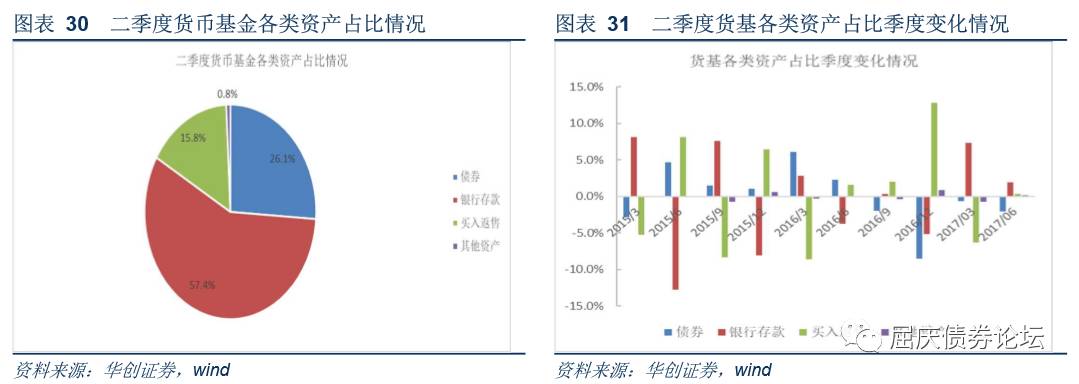 图表 30 二季度货币基金各类资产占比情况
二季度货币基金各类资产占比情况
0.8%
15.8%
26.1%
57.4%
债券
银行存款
买入返售
其他资产
资料来源：华创证券，wind
图表 31 二季度货基各类资产占比季度变化情况
货基各类资产占比季度变化情况
15.0%
10.0%
5.0%
0.0%
-5.0%
-10.0%
-15.0%
2015/3
2015/6
2015/9
2015/12
2016/3
2016/6
2016/9
2016/12
2017/03
2017/06
债券
银行存款
买入
屈庆债券论坛
资料来源：华创证券，wind